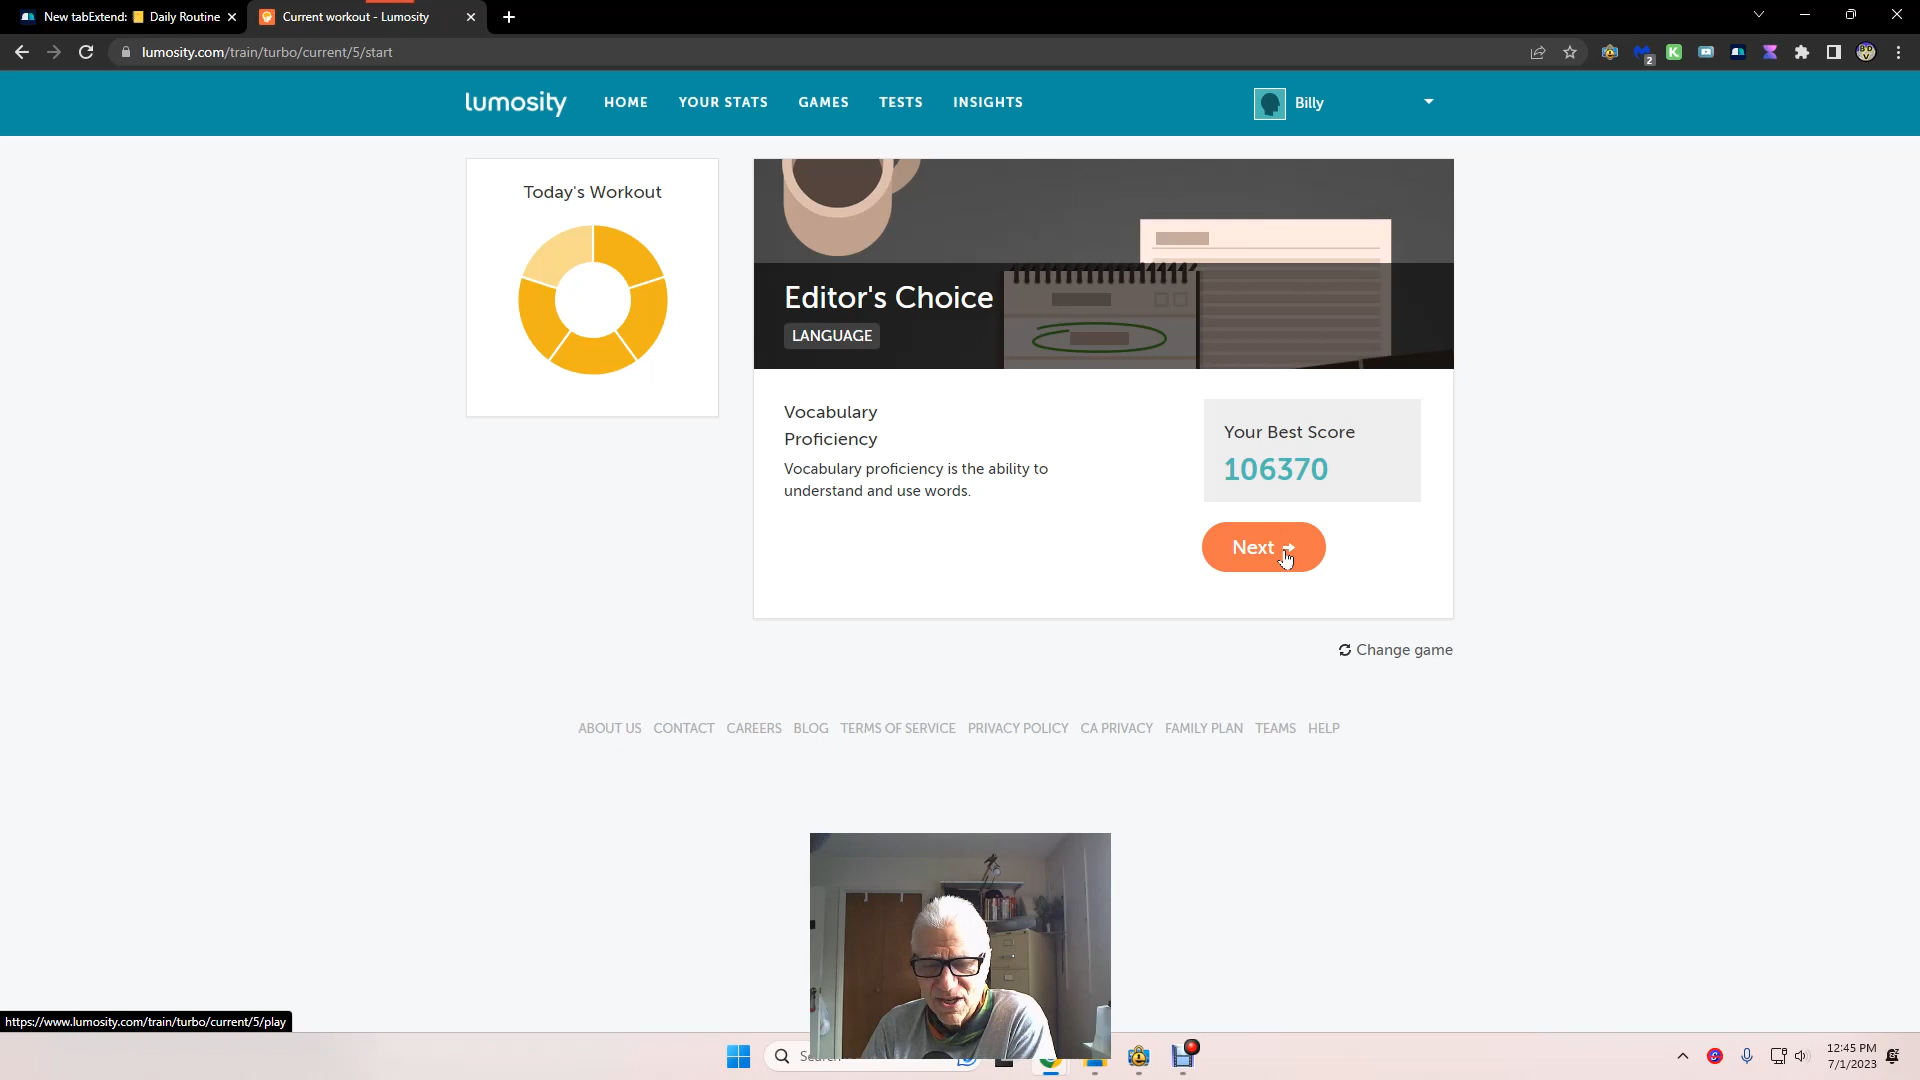 New tabExtend: Daily Routine
Current workout - Lumosity
lumosity.com/train/turbo/current/5/start
2
lumosity
HOME YOUR STATS GAMES TESTS INSIGHTS
Billy
Today's Workout
Editor's Choice
LANGUAGE
Vocabulary
Proficiency
Vocabulary proficiency is the ability to
understand and use words.
Your Best Score
106370
Next
Change game
ABOUT US CONTACT CAREERS BLOG TERMS OF SERVICE PRIVACY POLICY CA PRIVACY FAMILY PLAN TEAMS HELP
https://www.lumosity.com/train/turbo/current/5/play
12:45 PM
7/1/2023